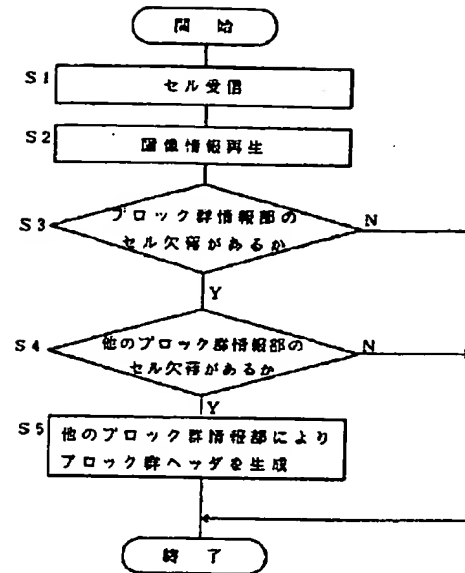 開始
S1
セル受信
S2
画像情報再生
S3
ブロック群情報部の
セル欠落があるか
N
Y
S4
他のブロック群情報部の
セル欠落があるか
N
Y
S5
他のブロック群情報部により
ブロック群ヘッダを生成
終了